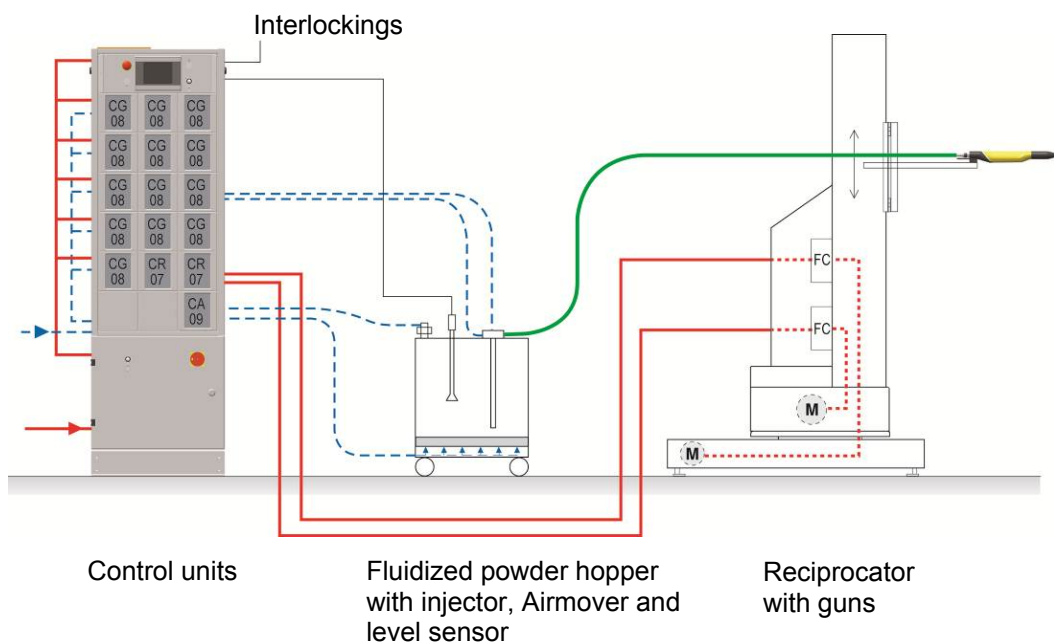 Interlockings
CG 08 CG 08 CG 08
CG 08 CG 08 CG 08
CG 08 CG 08 CG 08
CG 08 CG 08 CG 08
CG 08 CR 07 CR 07
CA 09
FC
FC
M
M
Control units
Fluidized powder hopper
with injector, Airmover and
level sensor
Reciprocator
with guns